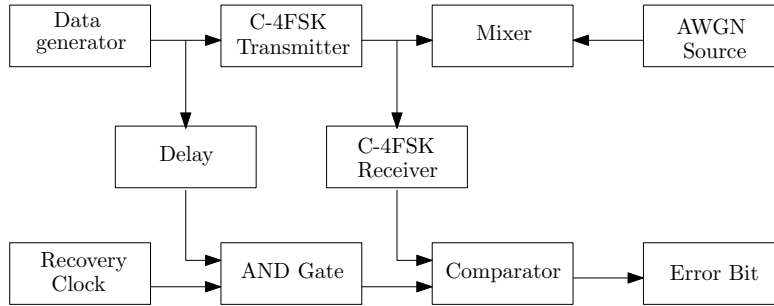 Data
generator
C-4FSK
Transmitter
Mixer
AWGN
Source
Delay
C-4FSK
Receiver
Recovery
Clock
AND Gate
Comparator
Error Bit